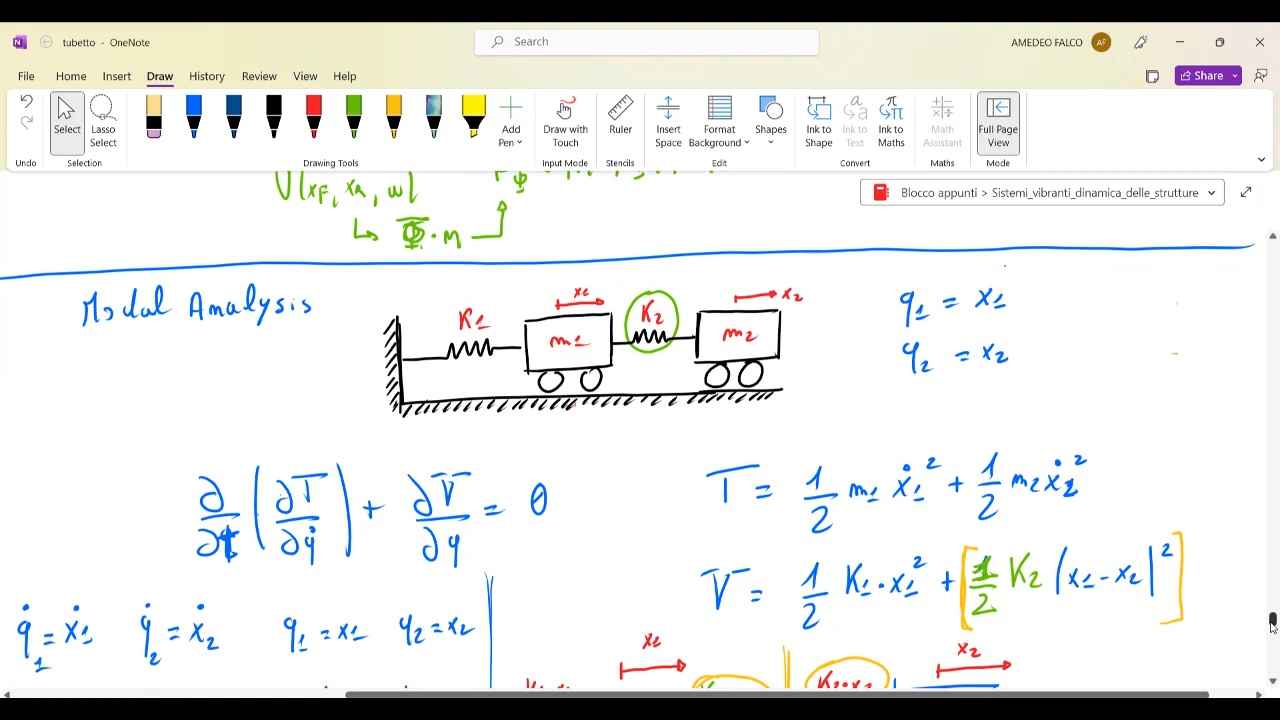 tubetto - OneNote
Search
AMEDEO FALCO AF
File Home Insert Draw History Review View Help
Share
Undo
Select
Lasso Select
Selection
Drawing Tools
Add Pen
Draw with Touch
Input Mode
Ruler
Stencils
Insert Space
Format Background
Shapes
Edit
Ink to Shape
Ink to Text
Ink to Maths
Convert
Math Assistant
Maths
Full Page View
Mode
Blocco appunti > Sistemi_vibranti_dinamica_delle_strutture
U(xF, xa, w)
↳ Φ̅ · m
Modal Analysis
K1 m1 x1 K2 m2 x2
q1 = x1
q2 = x2
∂/∂t (∂T/∂q̇) + ∂V/∂q = 0
T = 1/2 m1 ẋ1² + 1/2 m2 ẋ2²
V = 1/2 K1·x1² + [1/2 K2 (x1-x2)²]
q̇1 = ẋ1 q̇2 = ẋ2 q1 = x1 q2 = x2
x1 x2
K2·x2